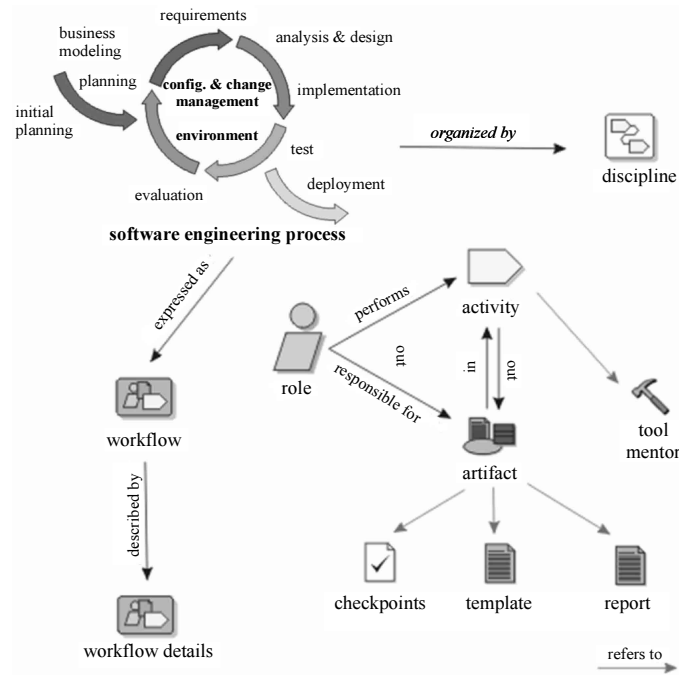 requirements
business
modeling
analysis & design
planning
config. & change
management
implementation
initial
planning
environment
organized by
test
discipline
deployment
evaluation
software engineering process
expressed as
performs
activity
out
in
out
role
responsible for
workflow
tool
mentor
artifact
described by
checkpoints
template
report
workflow details
refers to